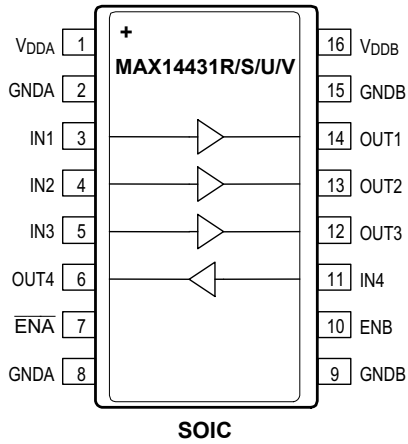 +
MAX14431R/S/U/V
VDDA 1
16 VDDB
GNDA 2
15 GNDB
IN1 3
14 OUT1
IN2 4
13 OUT2
IN3 5
12 OUT3
OUT4 6
11 IN4
E̅N̅A̅ 7
10 ENB
GNDA 8
9 GNDB
SOIC